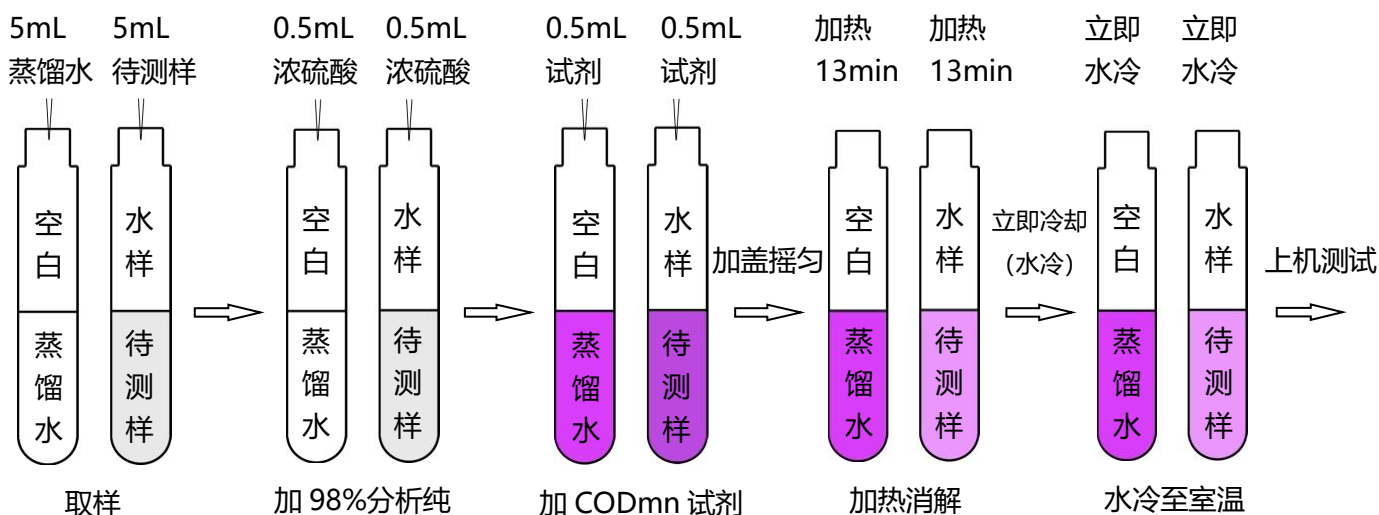 5mL 5mL 0.5mL 0.5mL 0.5mL 0.5mL 加热 加热 立即 立即
蒸馏水 待测样 浓硫酸 浓硫酸 试剂 试剂 13min 13min 水冷 水冷
空白 水样 空白 水样 空白 水样 空白 水样 空白 水样
加盖摇匀 立即冷却 上机测试
(水冷)
蒸馏水 待测样 蒸馏水 待测样 蒸馏水 待测样 蒸馏水 待测样 蒸馏水 待测样
取样 加 98%分析纯 加 CODmn 试剂 加热消解 水冷至室温